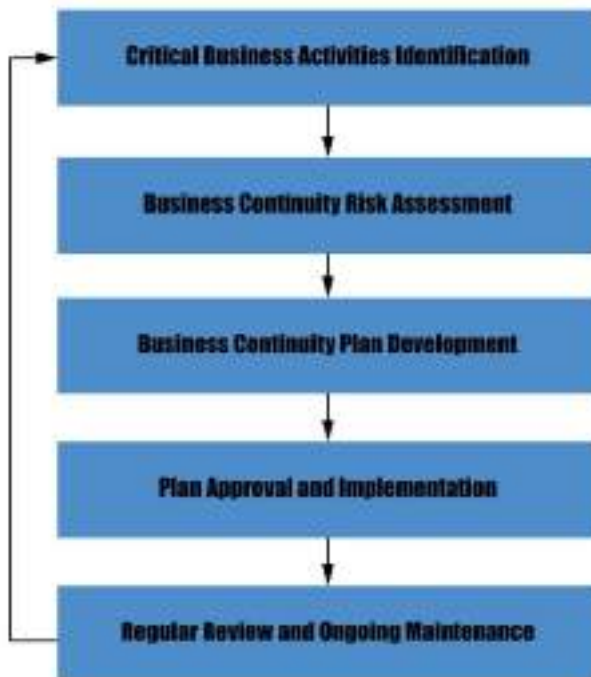 Critical Business Activities Identification
Business Continuity Risk Assessment
Business Continuity Plan Development
Plan Approval and Implementation
Regular Review and Ongoing Maintenance